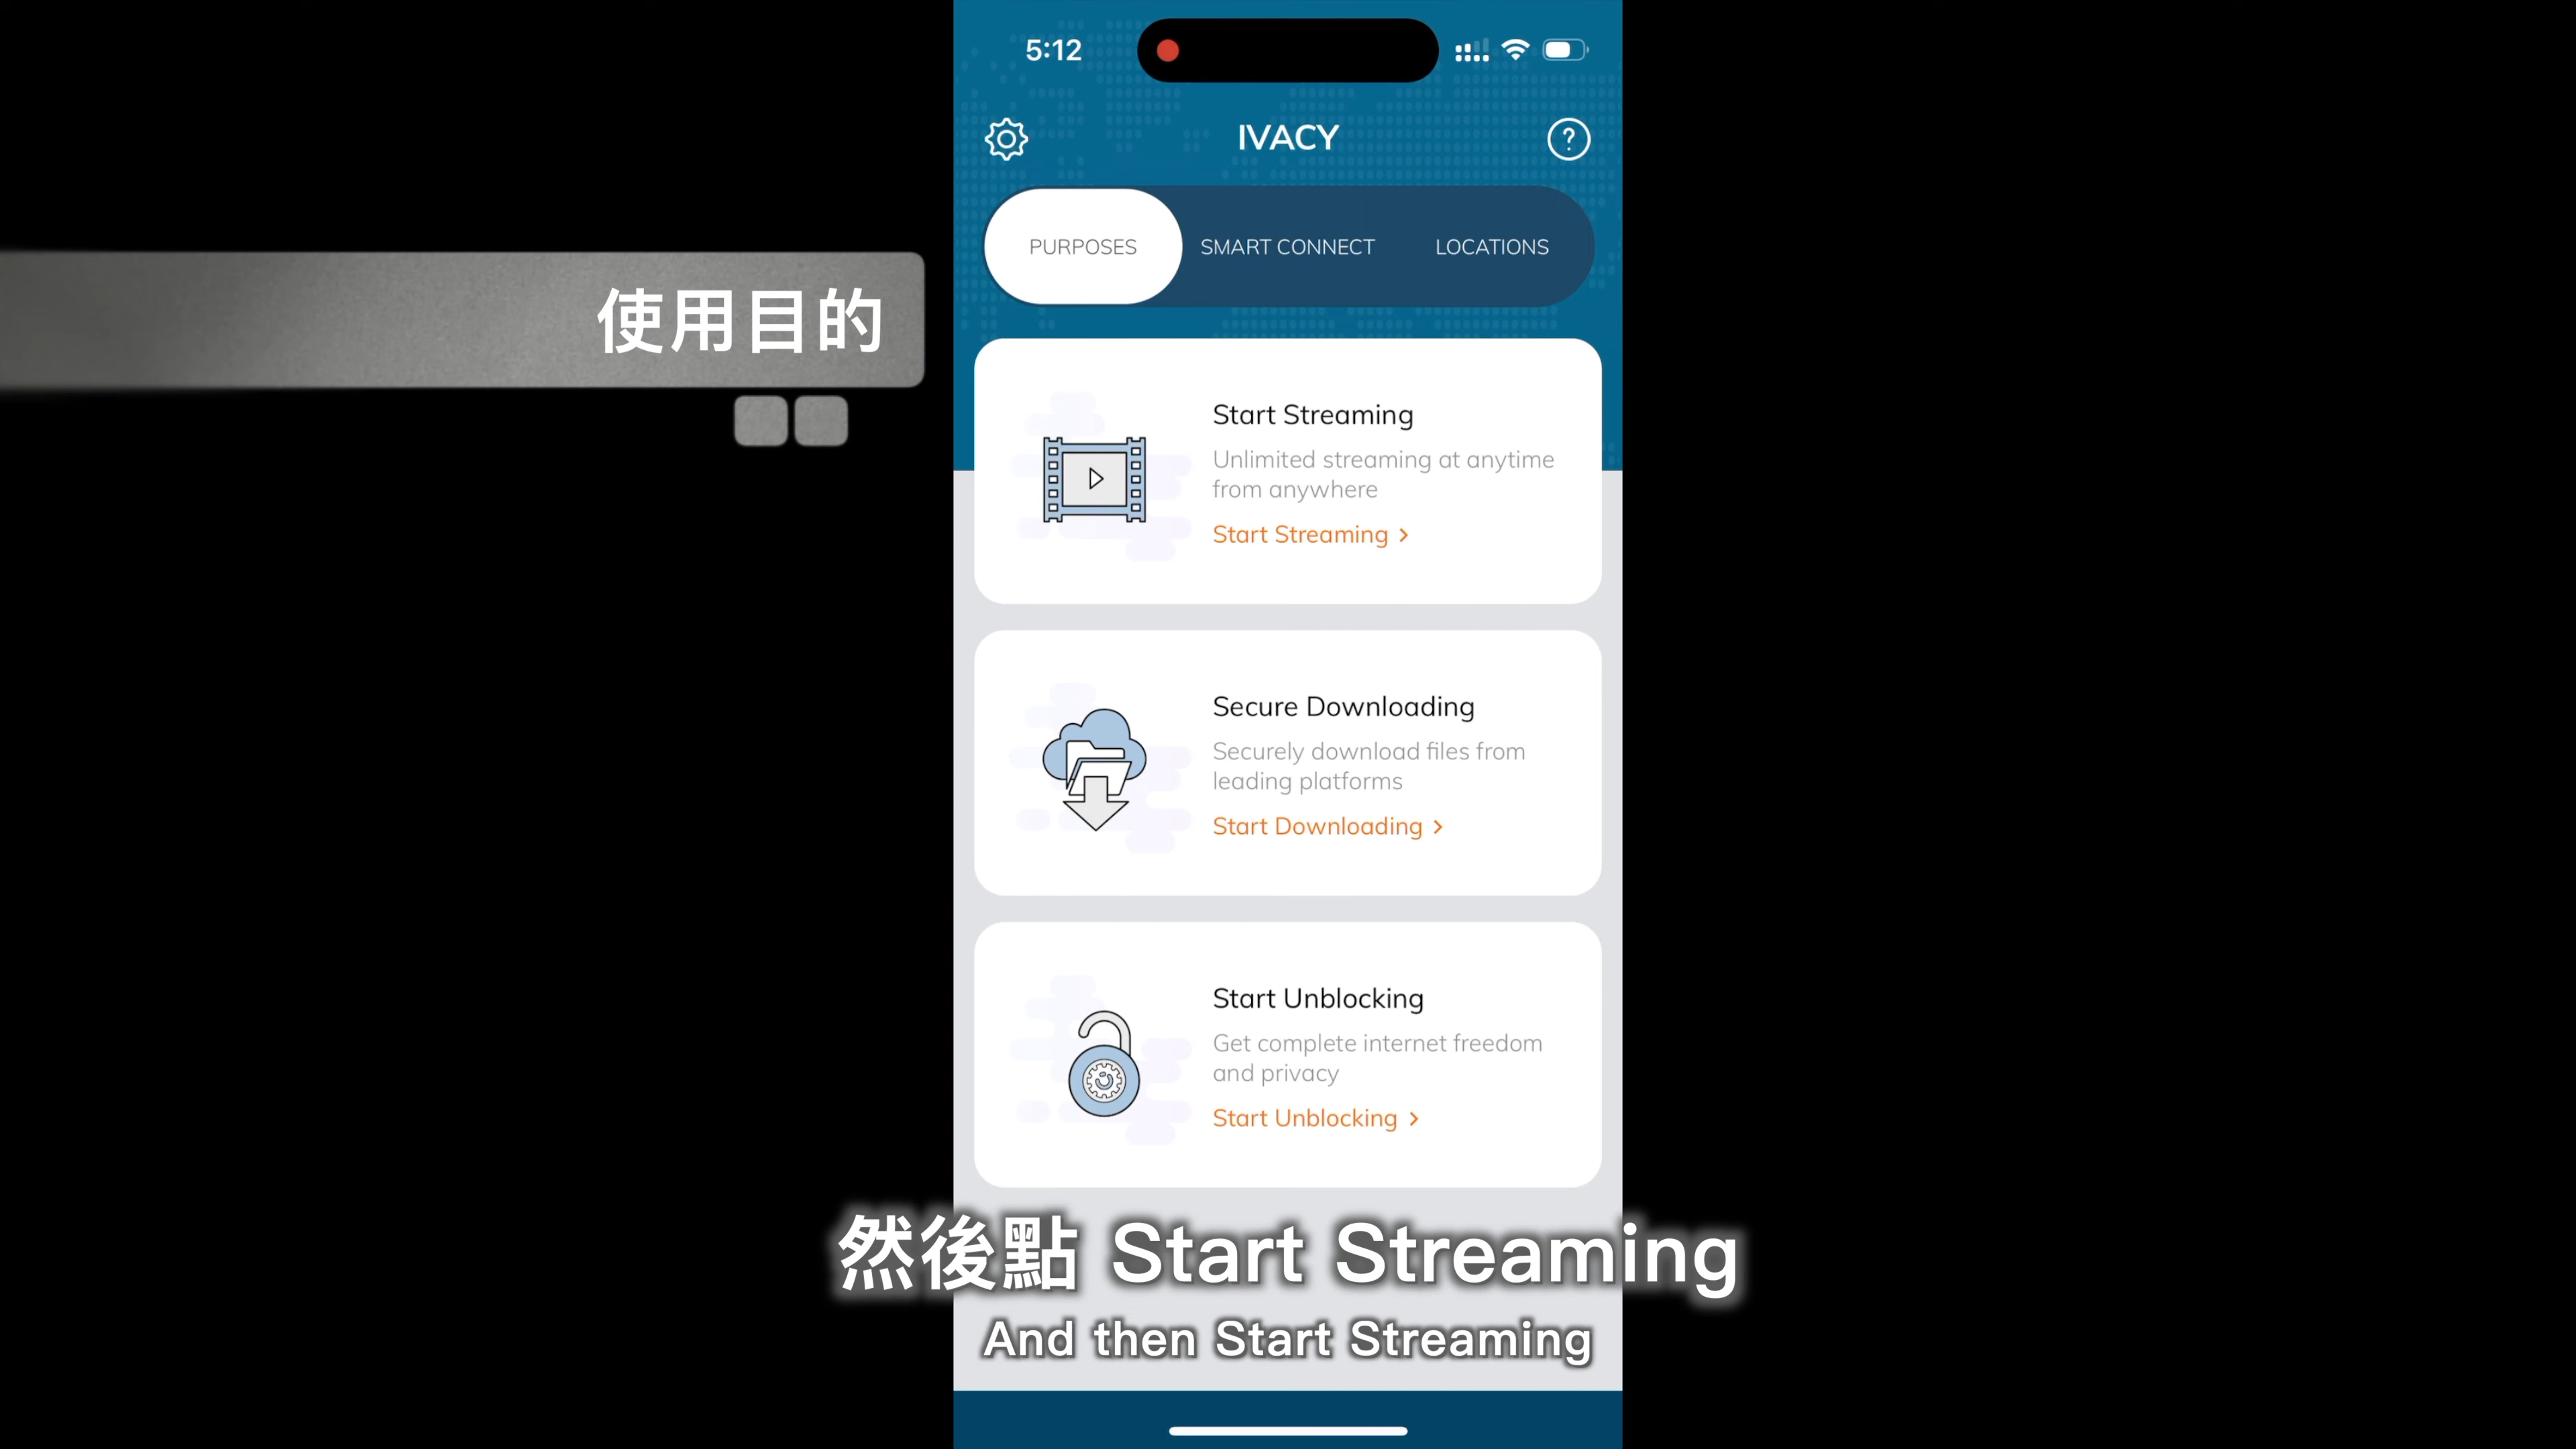 5:12
IVACY
PURPOSES
SMART CONNECT
LOCATIONS
使用目的
Start Streaming
Unlimited streaming at anytime
from anywhere
Start Streaming >
Secure Downloading
Securely download files from
leading platforms
Start Downloading >
Start Unblocking
Get complete internet freedom
and privacy
Start Unblocking >
然後點 Start Streaming
And then Start Streaming